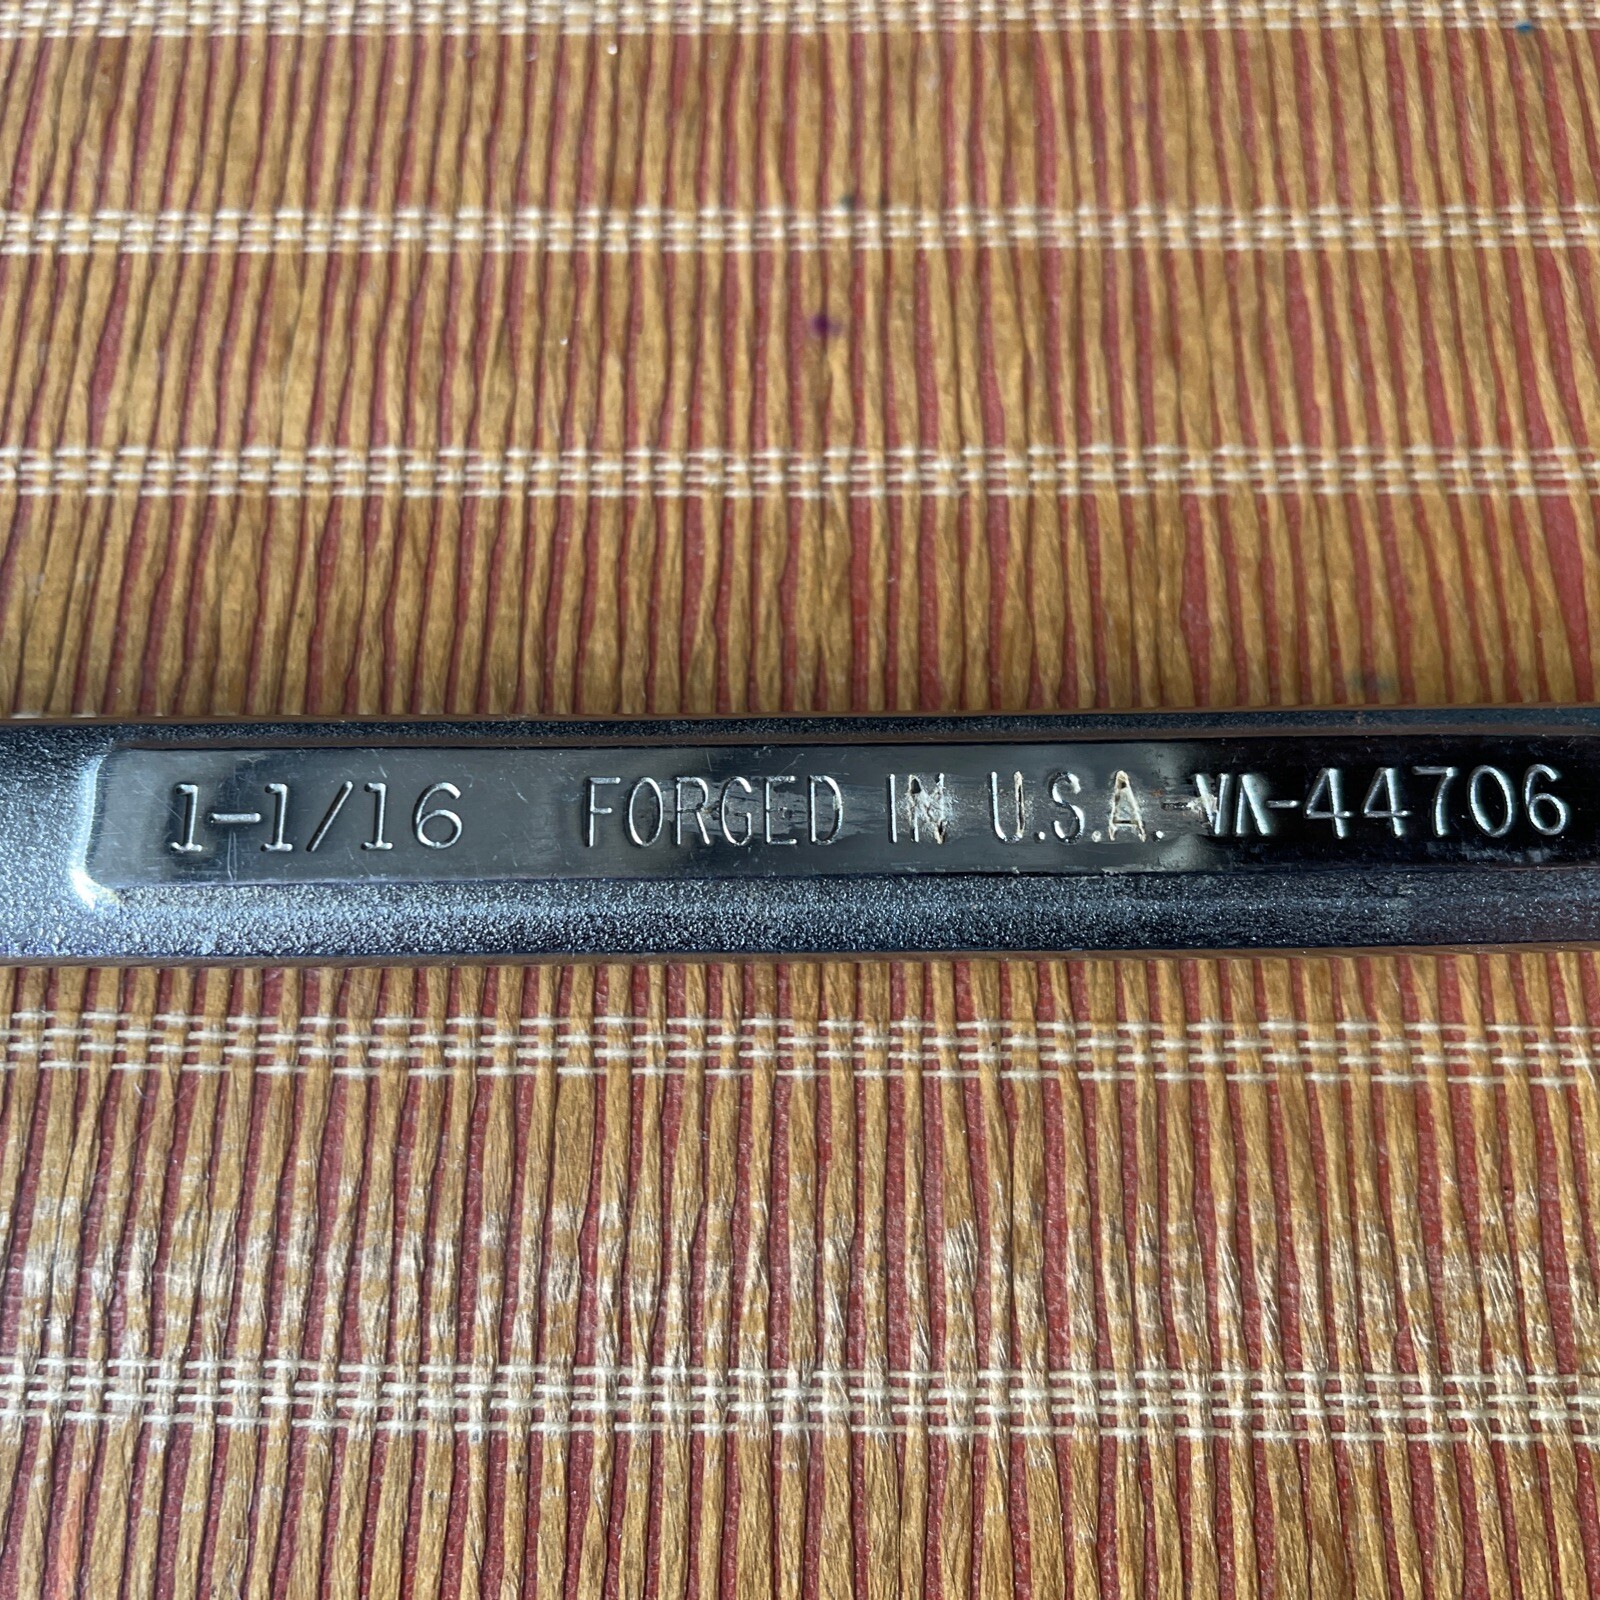 1-1/16 FORGED IN U.S.A. -VΛ-44706